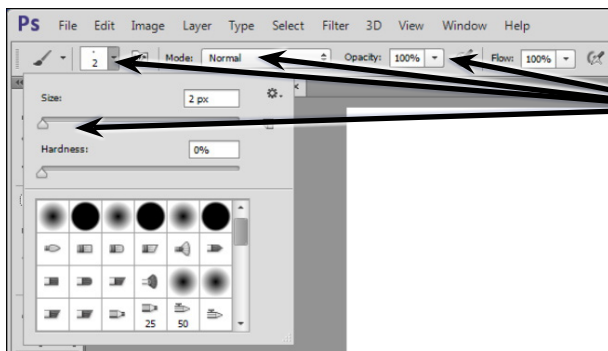 Ps File Edit Image Layer Type Select Filter 3D View Window Help
2 Mode: Normal Opacity: 100% Flow: 100%
Size: 2 px
Hardness: 0%
25 50